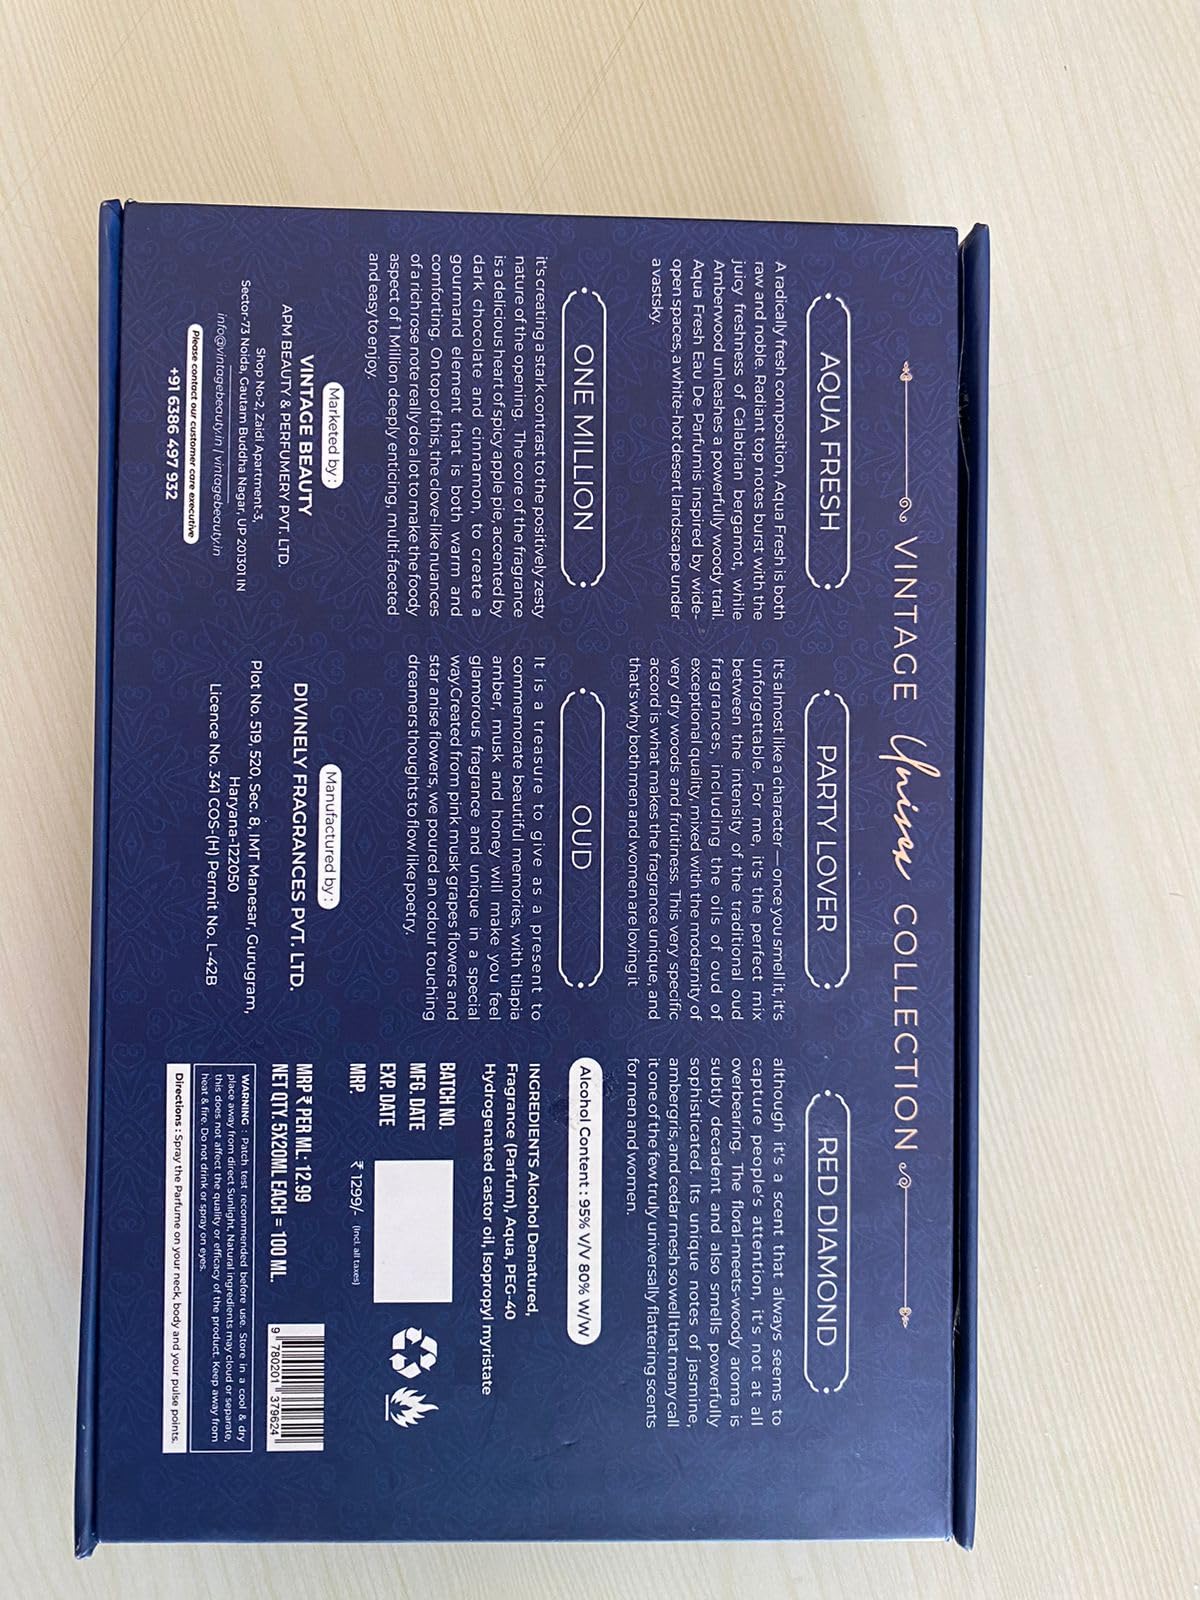 VINTAGE Unisex COLLECTION
AQUA FRESH
A radically fresh composition, Aqua Fresh is both
raw and noble. Radiant top notes burst with the
juicy freshness of Calabrian bergamot, while
Amberwood unleashes a powerfully woody trail.
Aqua Fresh Eau De Parfumis inspired by wide-
open spaces, a white-hot desert landscape under
a vast sky.
PARTY LOVER
It's almost like a character — once you smell it, it's
unforgettable. For me, it's the perfect mix
between the intensity of the traditional oud
fragrances, including the oils of oud of
exceptional quality, mixed with the modernity of
very dry woods and fruitiness. This very specific
accord is what makes the fragrance unique, and
that's why both men and women are loving it
RED DIAMOND
although it's a scent that always seems to
capture people's attention, it's not at all
overbearing. The floral-meets-woody aroma is
subtly decadent and also smells powerfully
sophisticated. Its unique notes of jasmine,
ambergris, and cedar mesh so well that many call
it one of the few truly universally flattering scents
for men and women.
ONE MILLION
it's creating a stark contrast to the positively zesty
nature of the opening. The core of the fragrance
is a delicious heart of spicy apple pie, accented by
dark chocolate and cinnamon, to create a
gourmand element that is both warm and
comforting. On top of this, the clove-like nuances
of a rich rose note really do a lot to make the foody
aspect of 1 Million deeply enticing, multi-faceted
and easy to enjoy.
OUD
It is a treasure to give as a present to
commemorate beautiful memories, with tilapia
amber, musk and honey will make you feel
glamorous fragrance and unique in a special
way.Created from pink musk grapes flowers and
star anise flowers, we poured an odour touching
dreamers thoughts to flow like poetry.
Alcohol Content : 95% V/V 80% W/W
INGREDIENTS Alcohol Denatured,
Fragrance (Parfum), Aqua, PEG-40
Hydrogenated castor oil, Isopropyl myristate
BATCH NO.
MFG. DATE
EXP. DATE
MRP. ₹ 1299/- (Incl. all taxes)
MRP ₹ PER ML: 12.99
NET QTY. 5X20ML EACH = 100 ML.
9 780201 379624
WARNING : Patch test recommended before use. Store in a cool & dry
place away from direct Sunlight, Natural ingredients may cloud or separate,
this does not affect the quality or efficacy of the product. Keep away from
heat & fire. Do not drink or spray on eyes.
Directions : Spray the Parfume on your neck, body and your pulse points.
Marketed by :
VINTAGE BEAUTY
APM BEAUTY & PERFUMERY PVT. LTD.
Shop No-2, Zaidi Apartment-3,
Sector-73 Noida, Gautam Buddha Nagar, UP 201301 IN
info@vintagebeauty.in | vintagebeauty.in
Please contact our customer care executive
+91 6386 497 932
Manufactured by :
DIVINELY FRAGRANCES PVT. LTD.
Plot No. 519, 520, Sec. 8, IMT Manesar, Gurugram,
Haryana-122050
Licence No. 341 COS-(H) Permit No. L-42B